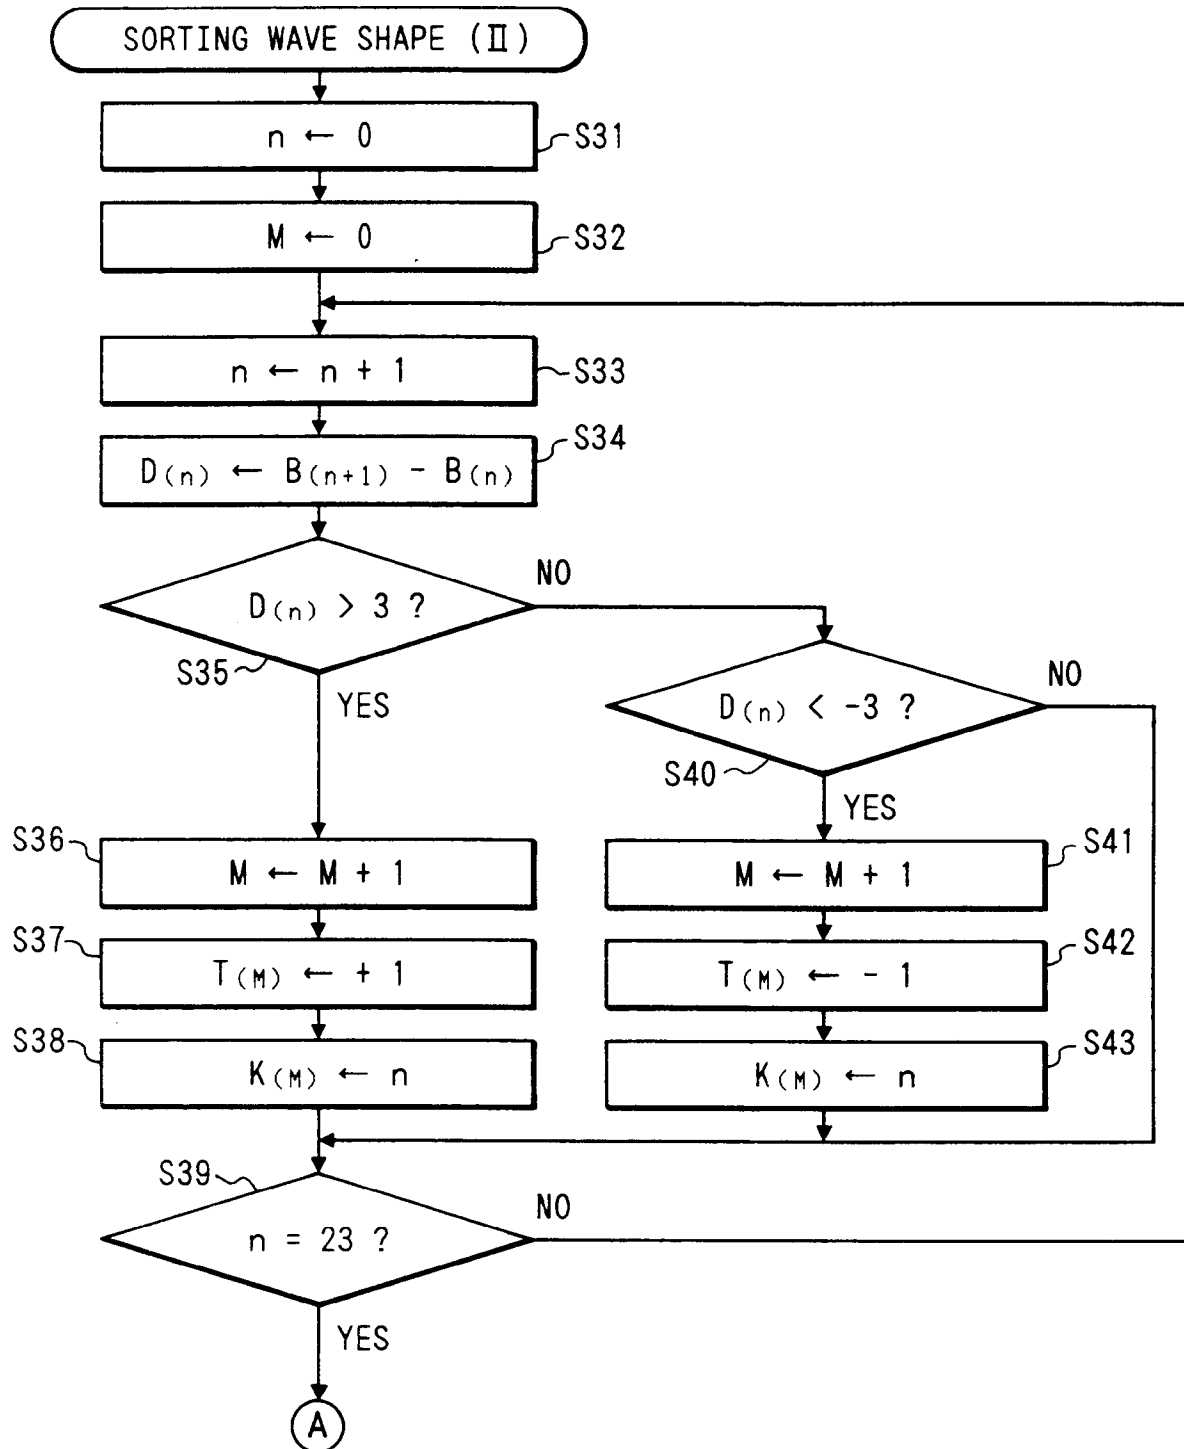 SORTING WAVE SHAPE (II)
n ← 0
S31
M ← 0
S32
n ← n + 1
S33
S34
D(n) ← B(n+1) - B(n)
D(n) > 3 ?
NO
S35
YES
D(n) < -3 ?
NO
S40
YES
S36
M ← M + 1
M ← M + 1
S41
S37
T(M) ← + 1
T(M) ← - 1
S42
S38
K(M) ← n
K(M) ← n
S43
S39
n = 23 ?
NO
YES
A